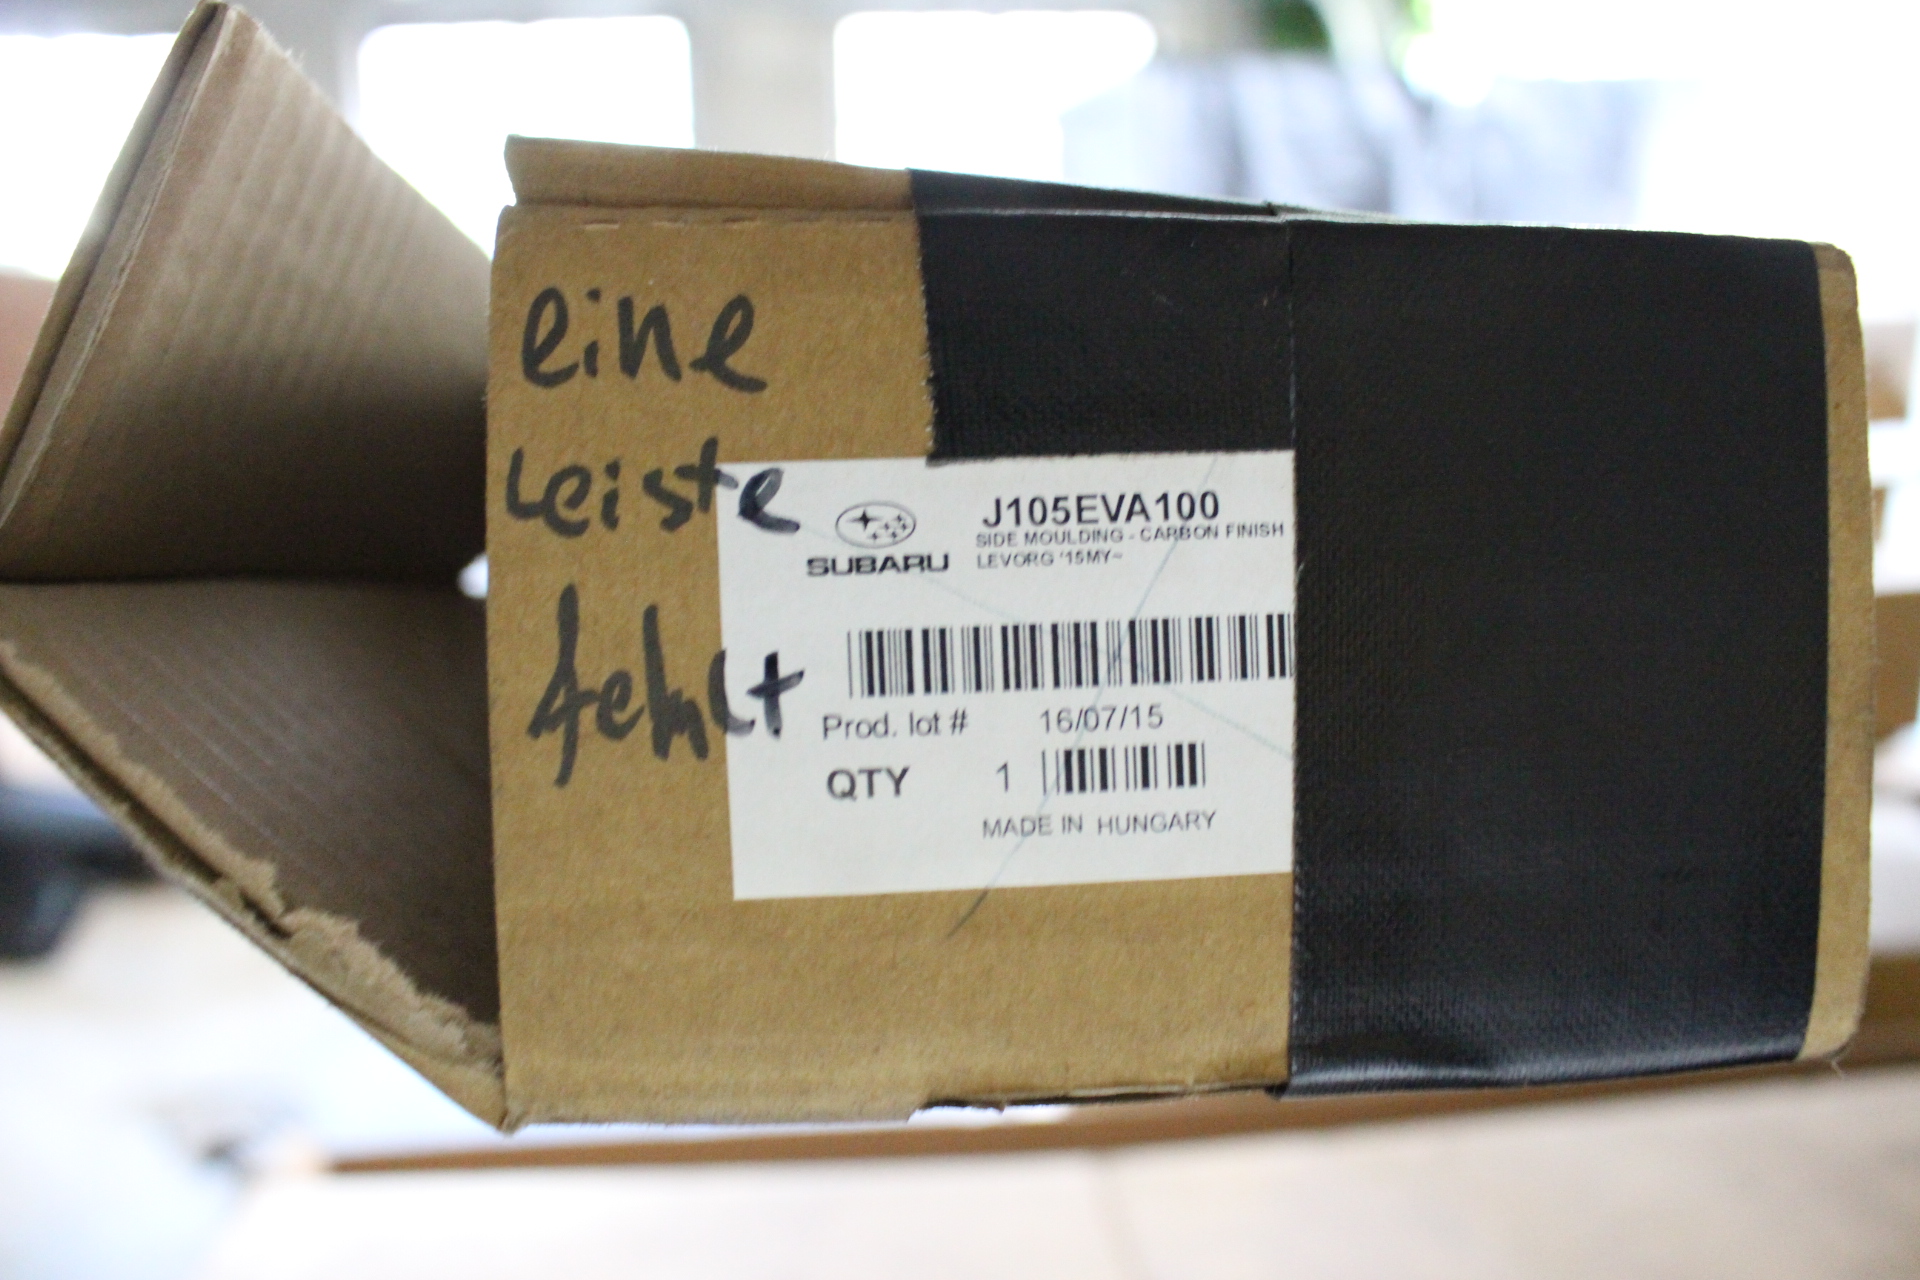 eine
Leiste
fehlt
SUBARU
J105EVA100
SIDE MOULDING - CARBON FINISH
LEVORG '15MY~
Prod. lot # 16/07/15
QTY 1
MADE IN HUNGARY